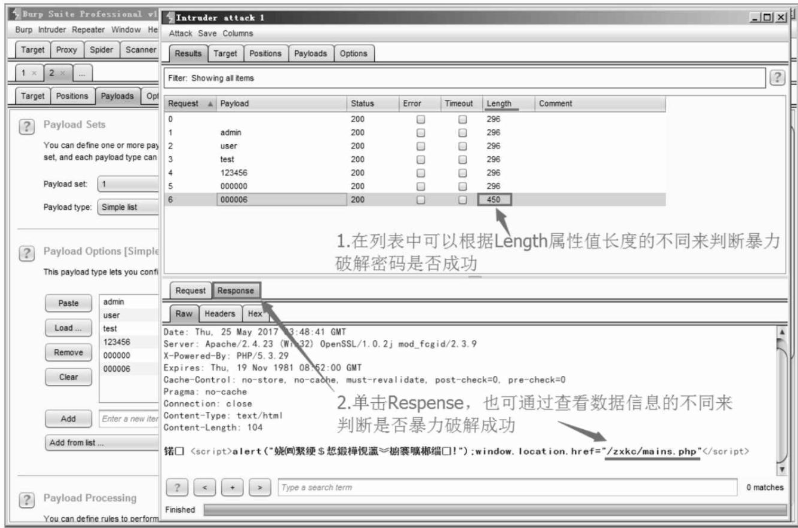 Burp Suite Professional v1
Burp Intruder Repeater Window He
Target Proxy Spider Scanner
1 × 2 × ...
Target Positions Payloads Opt
? Payload Sets
You can define one or more pay
set, and each payload type can
Payload set: 1
Payload type: Simple list
? Payload Options [Simple
This payload type lets you confi
Paste
Load ...
Remove
Clear
admin
user
test
123456
000000
000006
Add Enter a new iter
Add from list ...
? Payload Processing
You can define rules to perform
Intruder attack 1
Attack Save Columns
Results Target Positions Payloads Options
Filter: Showing all items ?
Request Payload Status Error Timeout Length Comment
0 200 296
1 admin 200 296
2 user 200 296
3 test 200 296
4 123456 200 296
5 000000 200 296
6 000006 200 450
1.在列表中可以根据Length属性值长度的不同来判断暴力
破解密码是否成功
Request Response
Raw Headers Hex
Date: Thu, 25 May 2017 03:48:41 GMT
Server: Apache/2.4.23 (Win32) OpenSSL/1.0.2j mod_fcgid/2.3.9
X-Powered-By: PHP/5.3.29
Expires: Thu, 19 Nov 1981 08:52:00 GMT
Cache-Control: no-store, no-cache, must-revalidate, post-check=0, pre-check=0
Pragma: no-cache
Connection: close
Content-Type: text/html
Content-Length: 104
2.单击Respense，也可通过查看数据信息的不同来
判断是否暴力破解成功
<script>alert("!");window.location.href="/zxkc/mains.php"</script>
? < + > Type a search term 0 matches
Finished